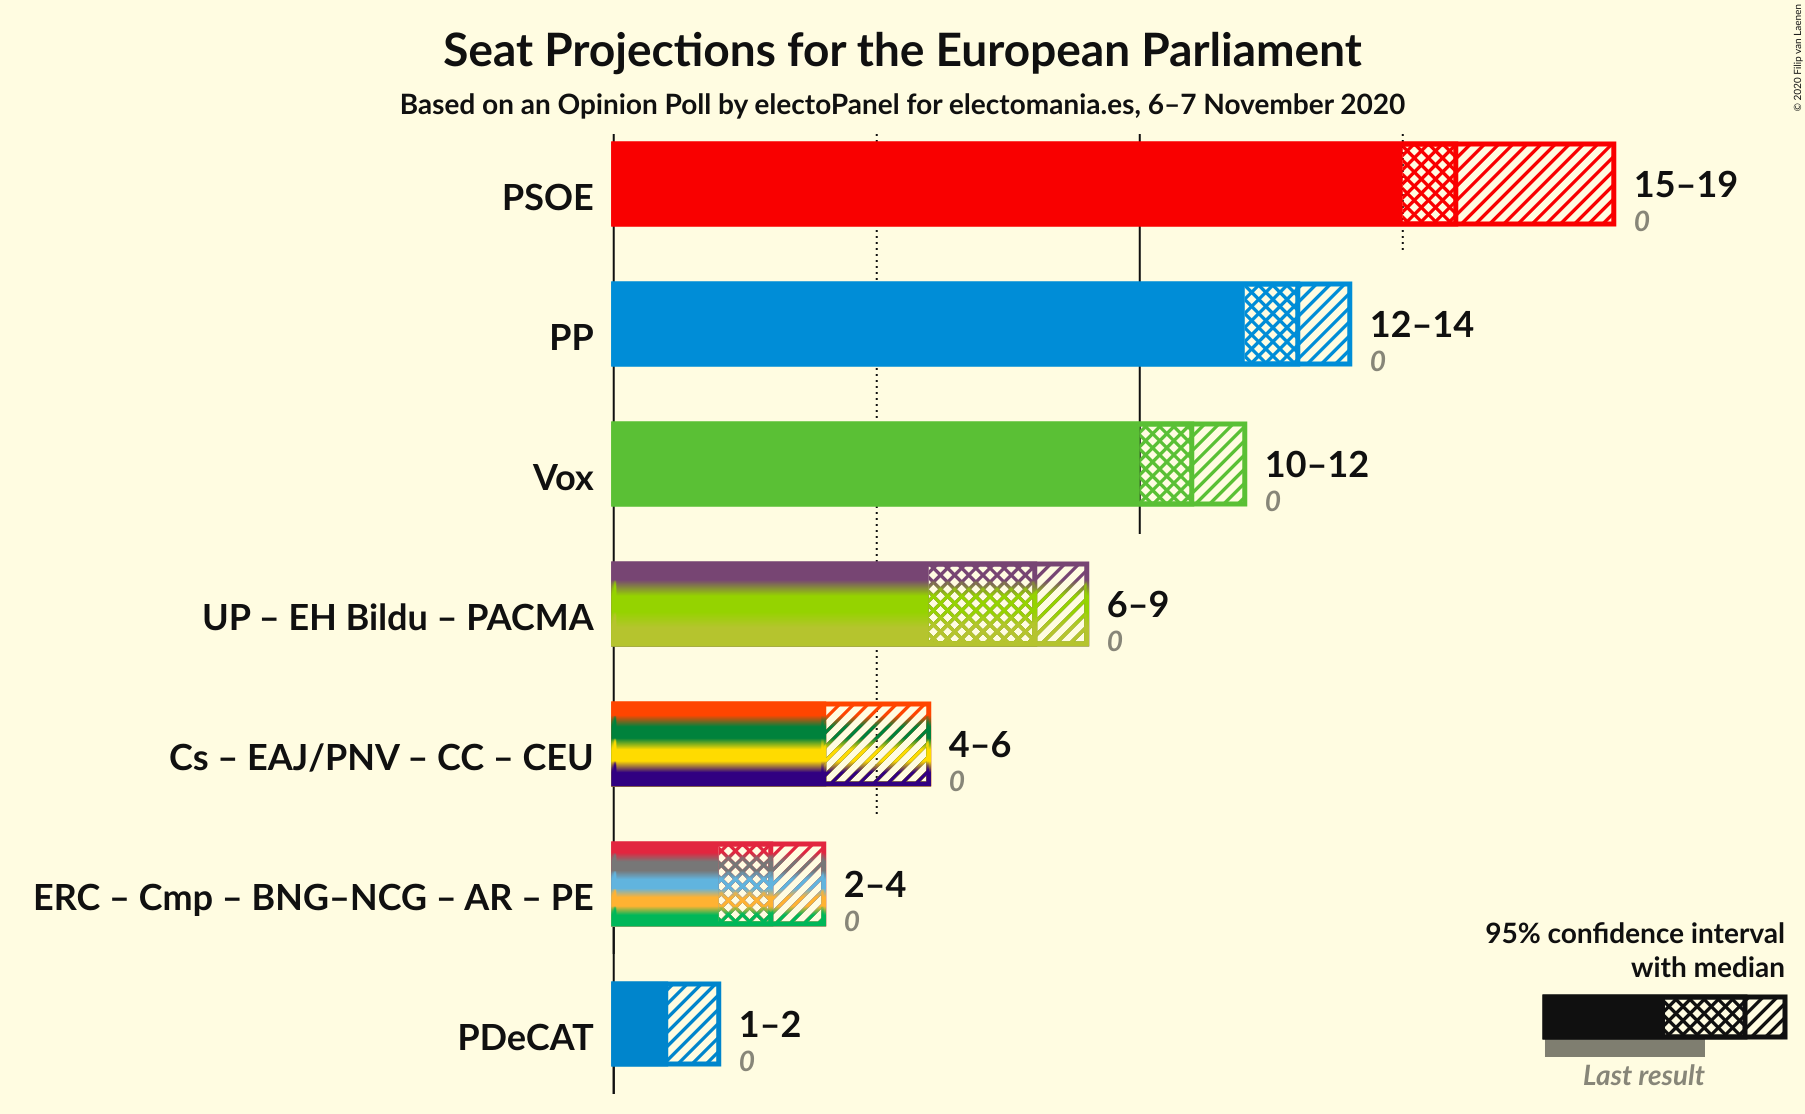 Seat Projections for the European Parliament
Based on an Opinion Poll by electoPanel for electomania.es, 6–7 November 2020
© 2020 Filip van Laenen
PSOE
15–19
0
PP
12–14
0
Vox
10–12
0
UP – EH Bildu – PACMA
6–9
0
Cs – EAJ/PNV – CC – CEU
4–6
0
ERC – Cmp – BNG–NCG – AR – PE
2–4
0
PDeCAT
1–2
0
95% confidence interval
with median
Last result